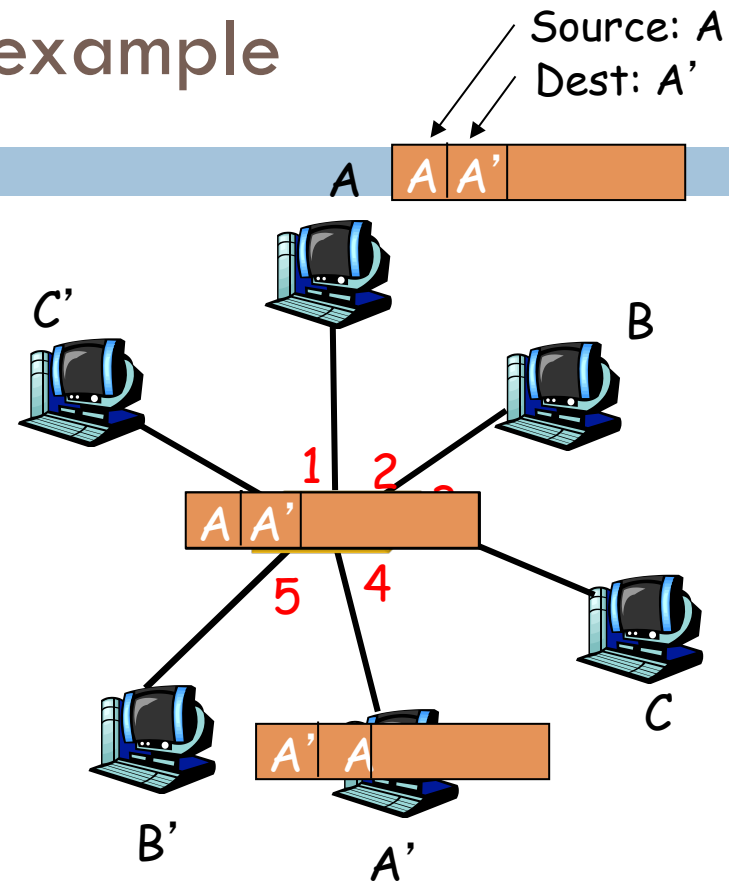 example
Source: A
Dest: A’
A
A A’
C’
B
1 2
A A’
5 4
C
A’ A
B’
A’